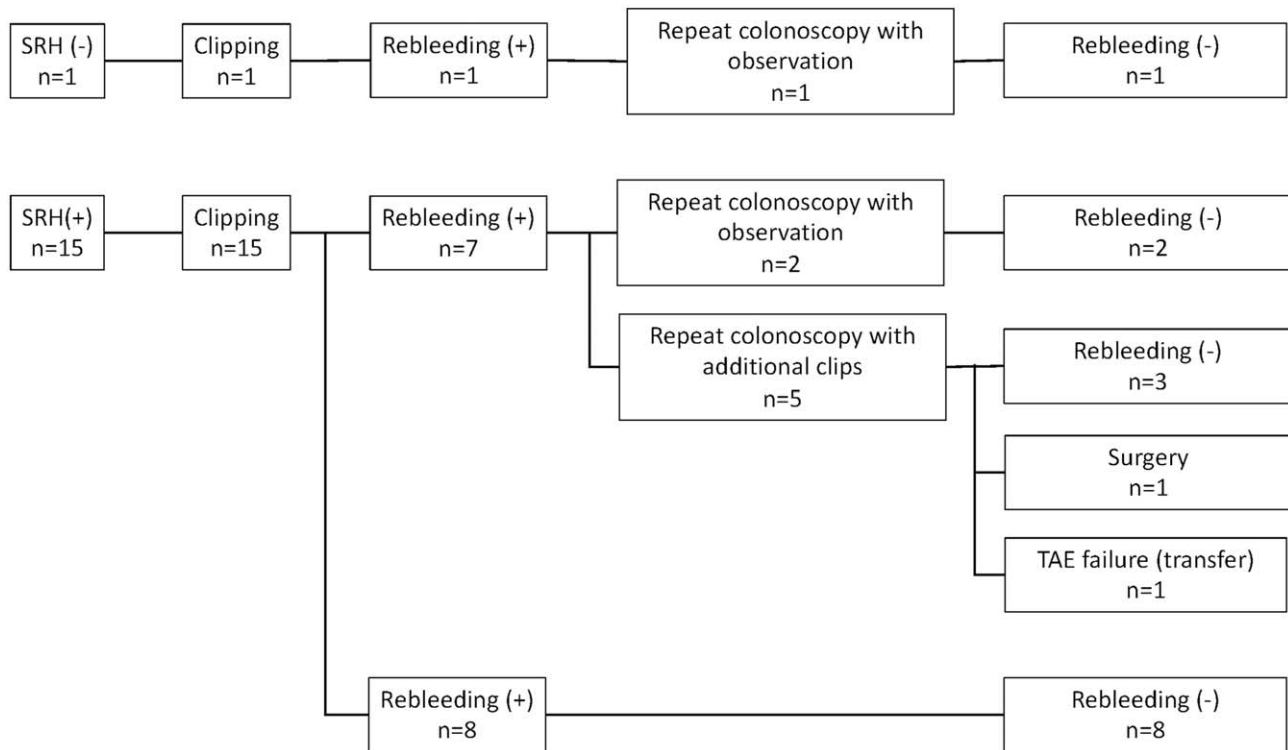 SRH (-)
n=1
Clipping
n=1
Rebleeding (+)
n=1
Repeat colonoscopy with
observation
n=1
Rebleeding (-)
n=1
SRH(+)
n=15
Clipping
n=15
Rebleeding (+)
n=7
Repeat colonoscopy with
observation
n=2
Rebleeding (-)
n=2
Repeat colonoscopy with
additional clips
n=5
Rebleeding (-)
n=3
Surgery
n=1
TAE failure (transfer)
n=1
Rebleeding (+)
n=8
Rebleeding (-)
n=8